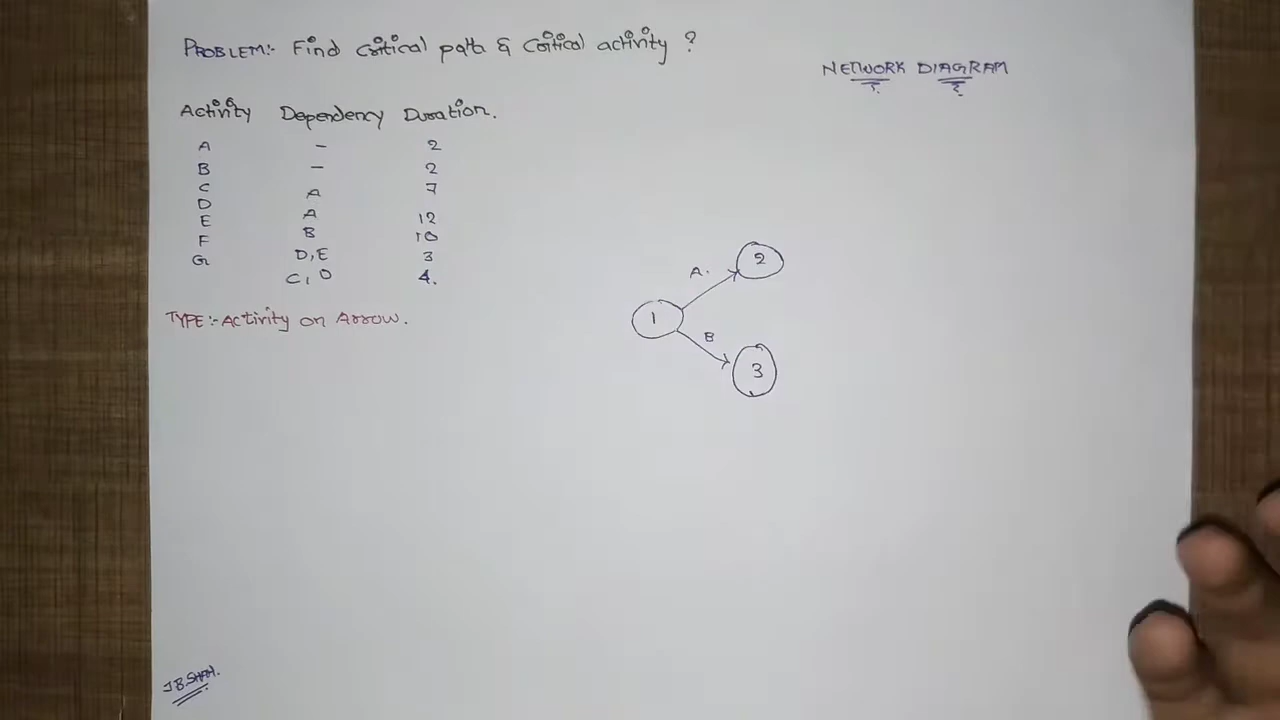 PROBLEM:- Find critical path & critical activity ?
NETWORK DIAGRAM
Activity Dependency Duration.
A - 2
B - 2
C A 7
D A 12
E B 10
F D,E 3
G C,D 4.
TYPE:- Activity on Arrow.
A.
2
1
B
3
J B.SHAH.